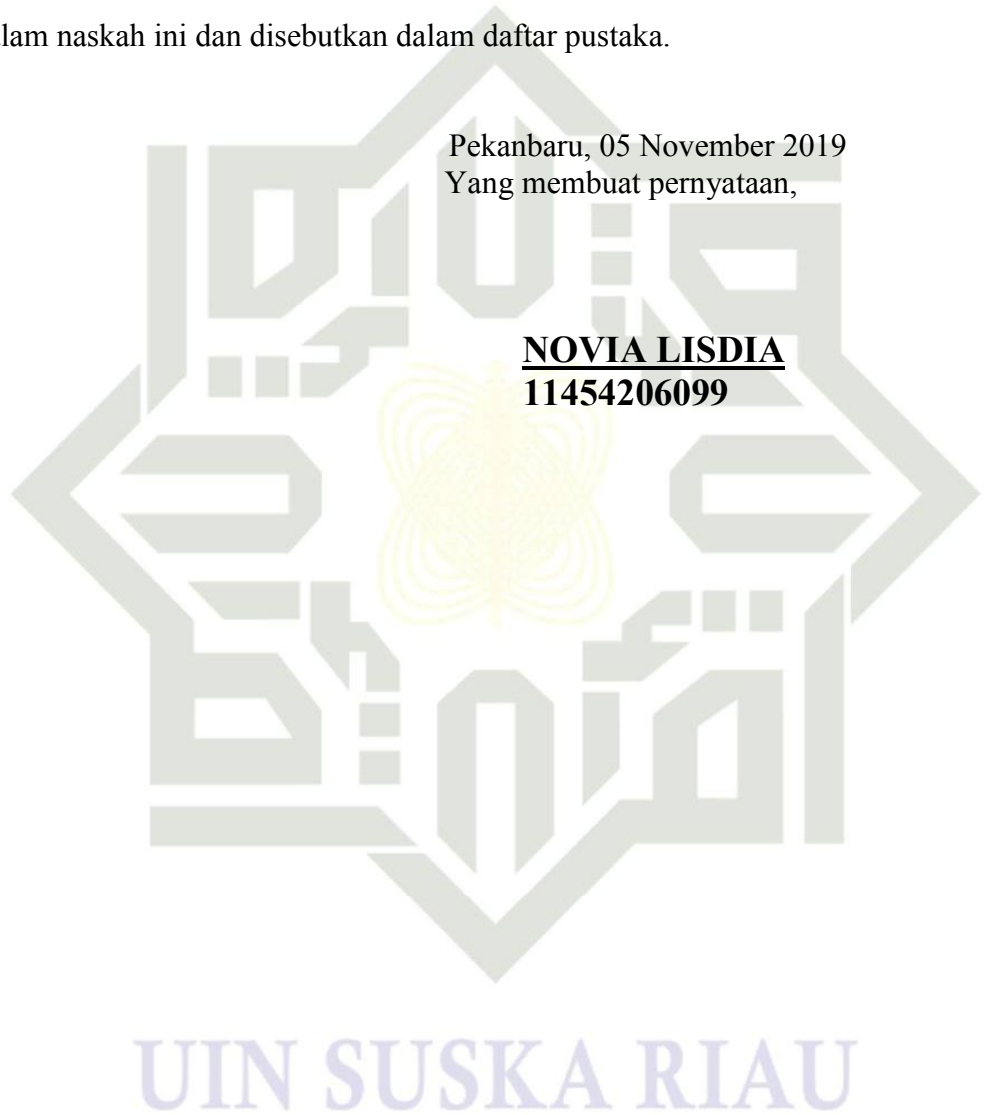 lam naskah ini dan disebutkan dalam daftar pustaka.
Pekanbaru, 05 November 2019
Yang membuat pernyataan,
NOVIA LISDIA
11454206099
UIN SUSKA RIAU